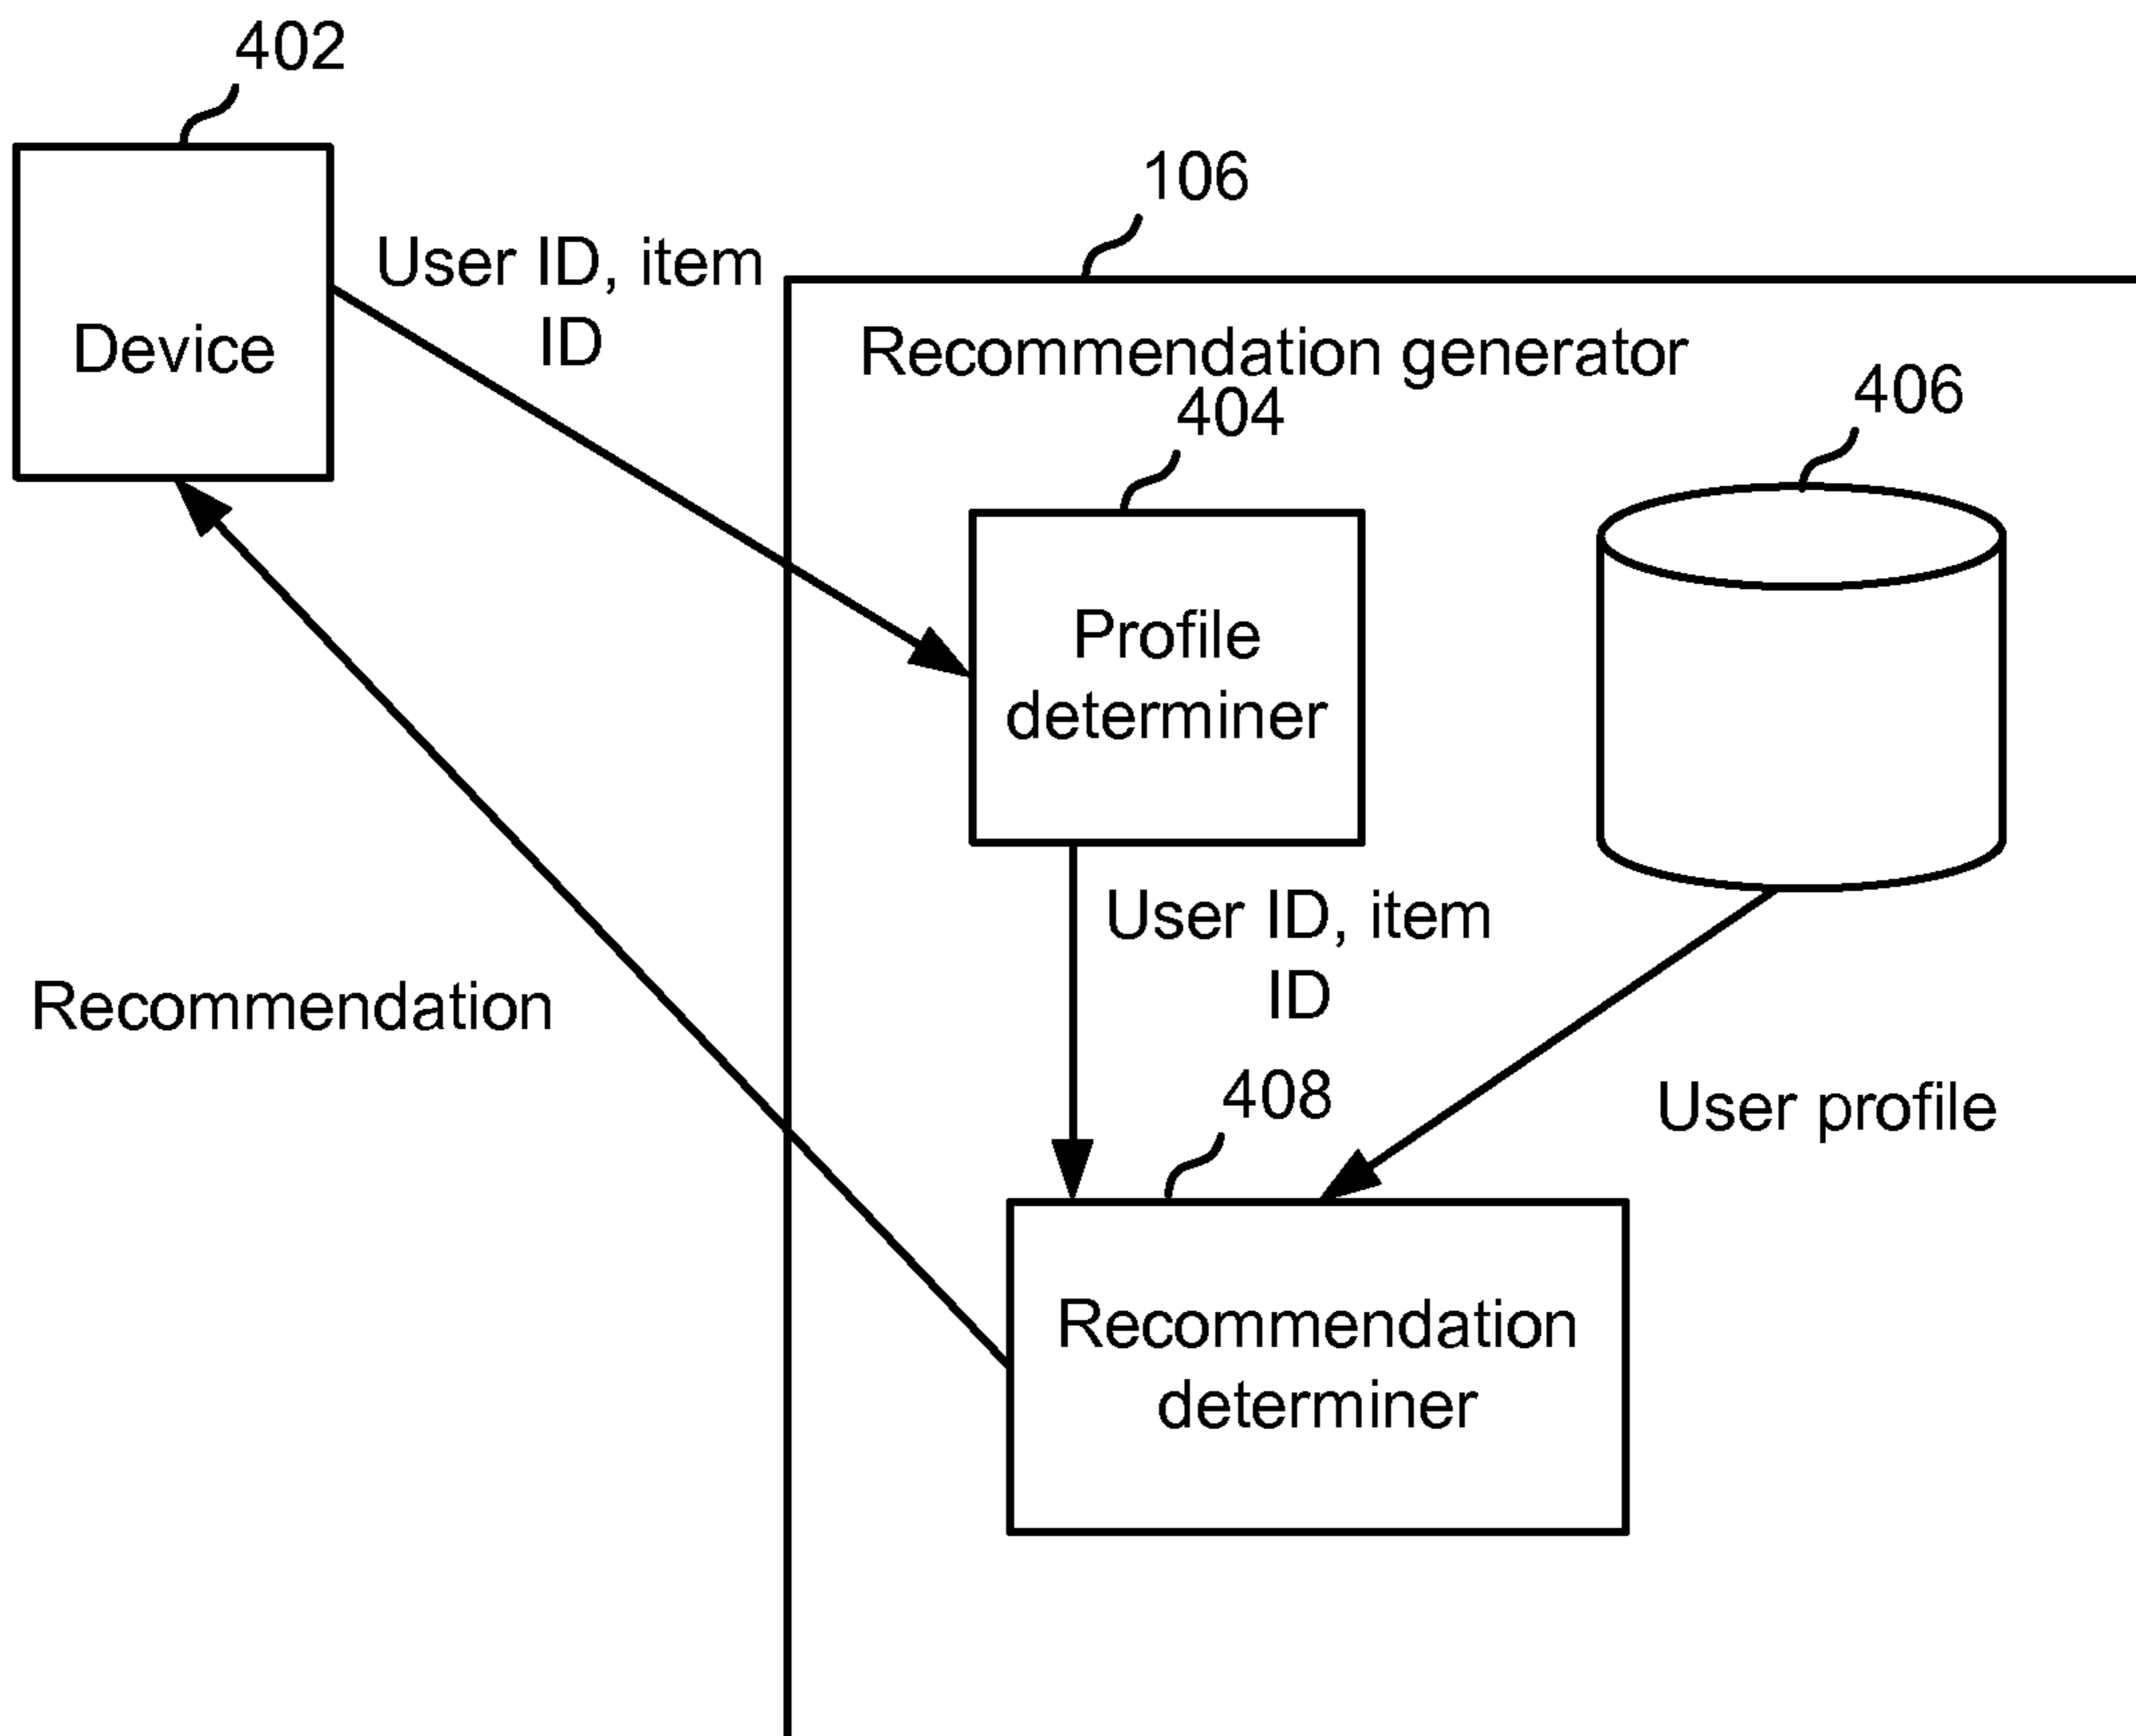 402
106
User ID, item
ID
Device
Recommendation generator
404
406
Profile
determiner
User ID, item
ID
Recommendation
408
User profile
Recommendation
determiner